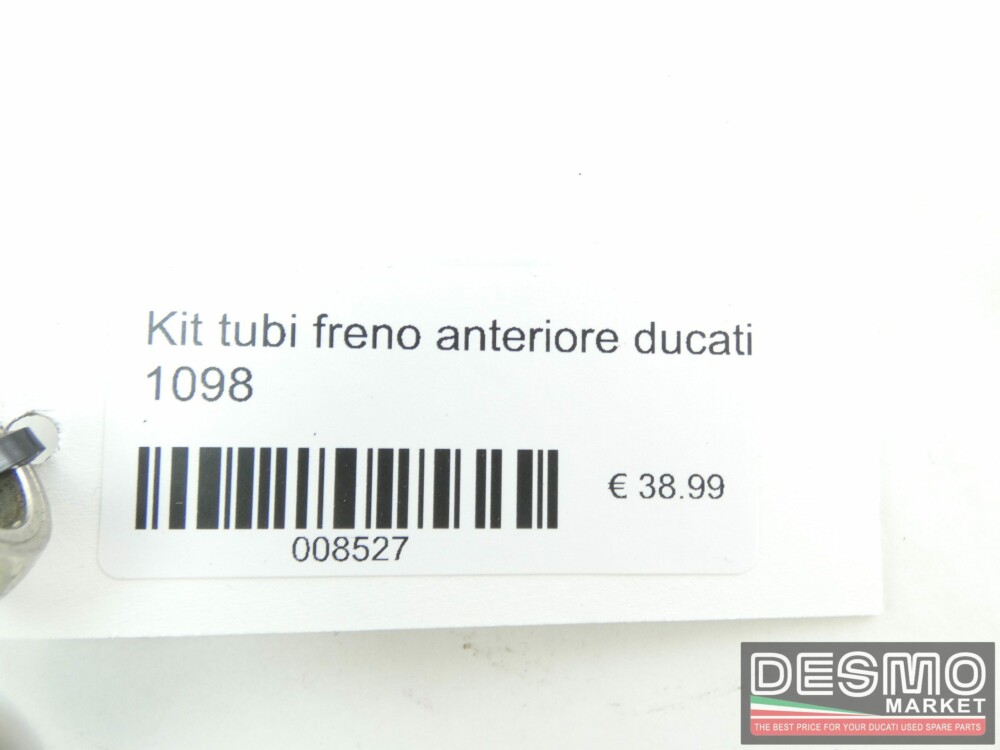 Kit tubi freno anteriore ducati
1098
€ 38.99
008527
DESMO
MARKET
THE BEST PRICE FOR YOUR DUCATI USED SPARE PARTS